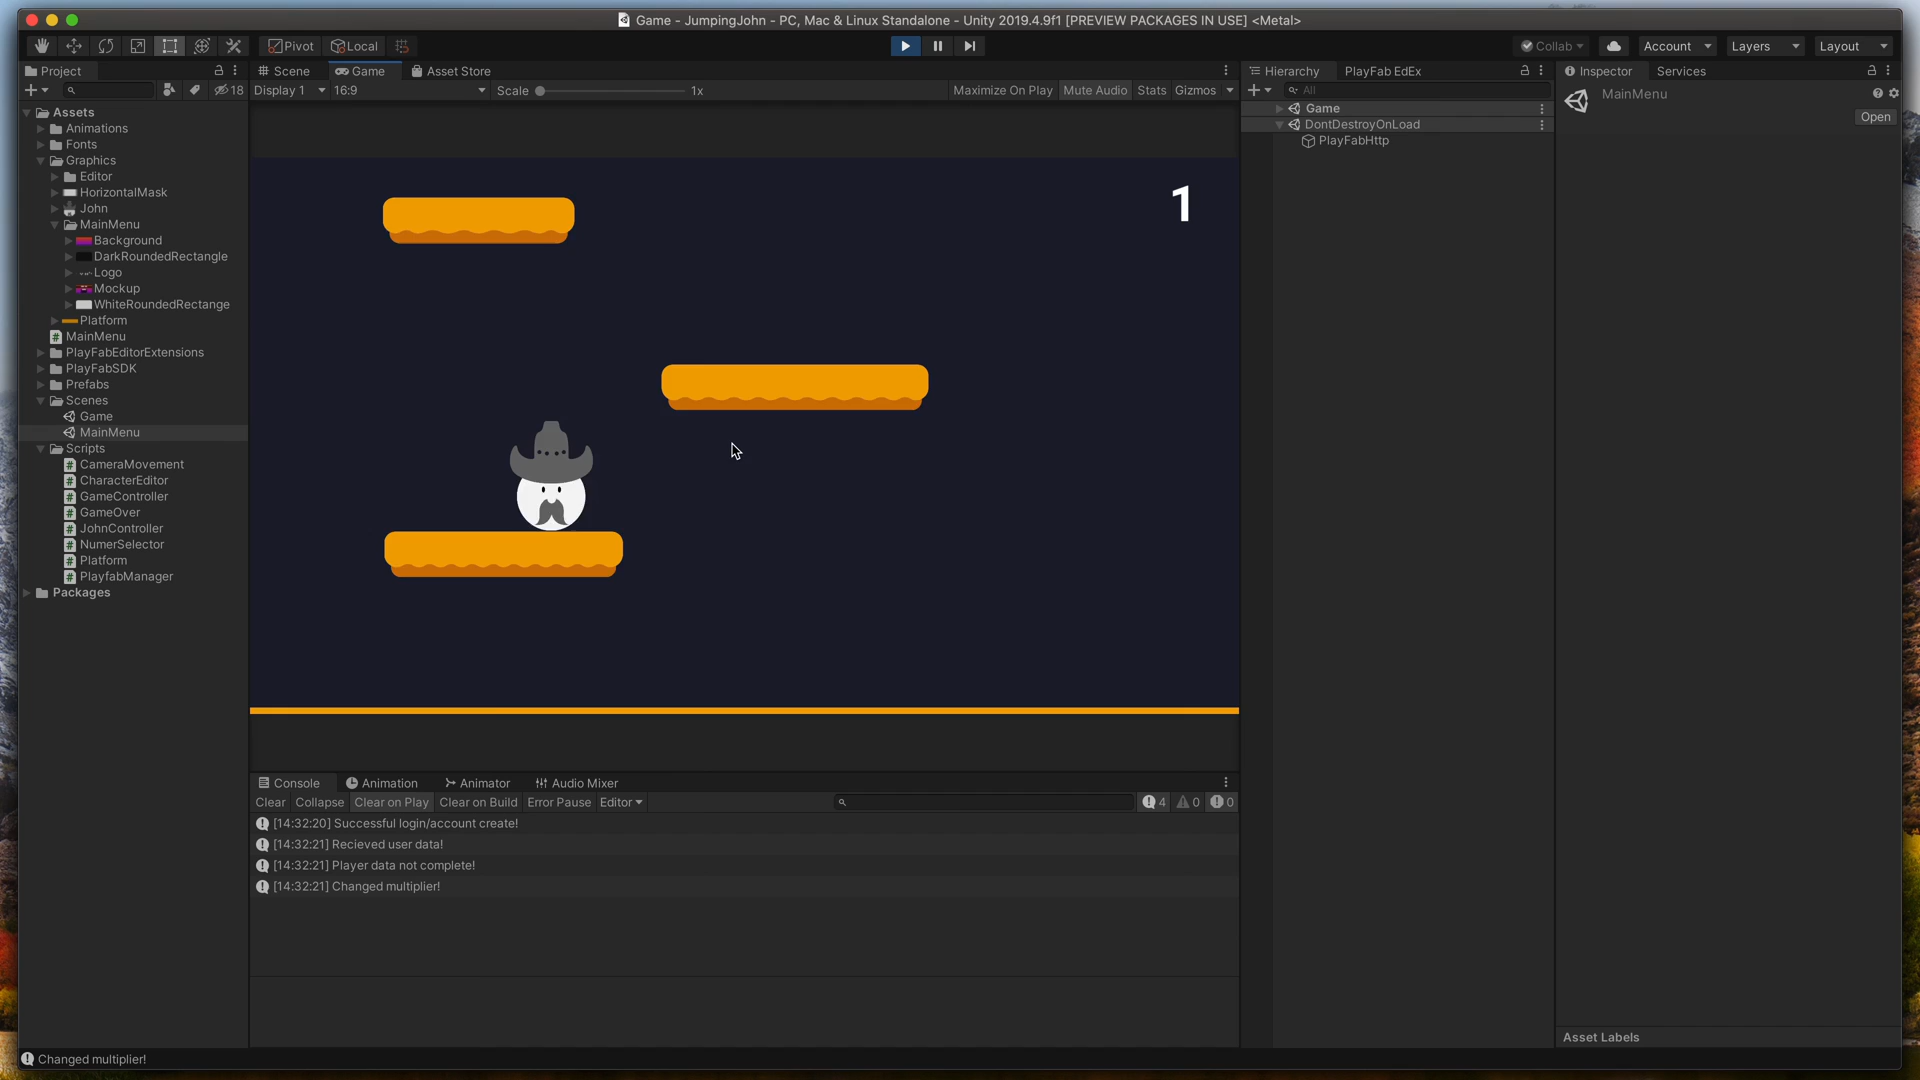 Game - JumpingJohn - PC, Mac & Linux Standalone - Unity 2019.4.9f1 [PREVIEW PACKAGES IN USE] <Metal>
Pivot Local Collab Account Layers Layout
Project
18
Assets
Animations
Fonts
Graphics
Editor
HorizontalMask
John
MainMenu
Background
DarkRoundedRectangle
Logo
Mockup
WhiteRoundedRectange
Platform
MainMenu
PlayFabEditorExtensions
PlayFabSDK
Prefabs
Scenes
Game
MainMenu
Scripts
CameraMovement
CharacterEditor
GameController
GameOver
JohnController
NumerSelector
Platform
PlayfabManager
Packages
Scene Game Asset Store
Display 1 16:9 Scale 1x Maximize On Play Mute Audio Stats Gizmos
1
Console Animation Animator Audio Mixer
Clear Collapse Clear on Play Clear on Build Error Pause Editor 4 0 0
[14:32:20] Successful login/account create!
[14:32:21] Recieved user data!
[14:32:21] Player data not complete!
[14:32:21] Changed multiplier!
Hierarchy PlayFab EdEx
All
Game
DontDestroyOnLoad
PlayFabHttp
Inspector Services
MainMenu
Open
Asset Labels
Changed multiplier!